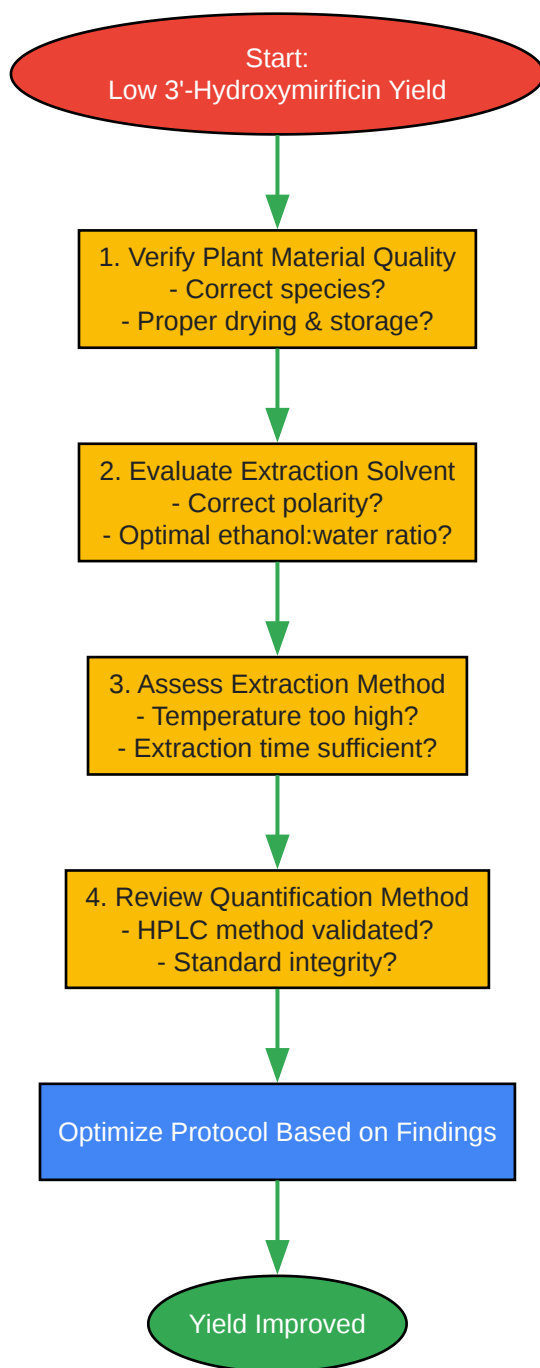 Start:
Low 3'-Hydroxymirificin Yield
1. Verify Plant Material Quality
- Correct species?
- Proper drying & storage?
2. Evaluate Extraction Solvent
- Correct polarity?
- Optimal ethanol:water ratio?
3. Assess Extraction Method
- Temperature too high?
- Extraction time sufficient?
4. Review Quantification Method
- HPLC method validated?
- Standard integrity?
Optimize Protocol Based on Findings
Yield Improved